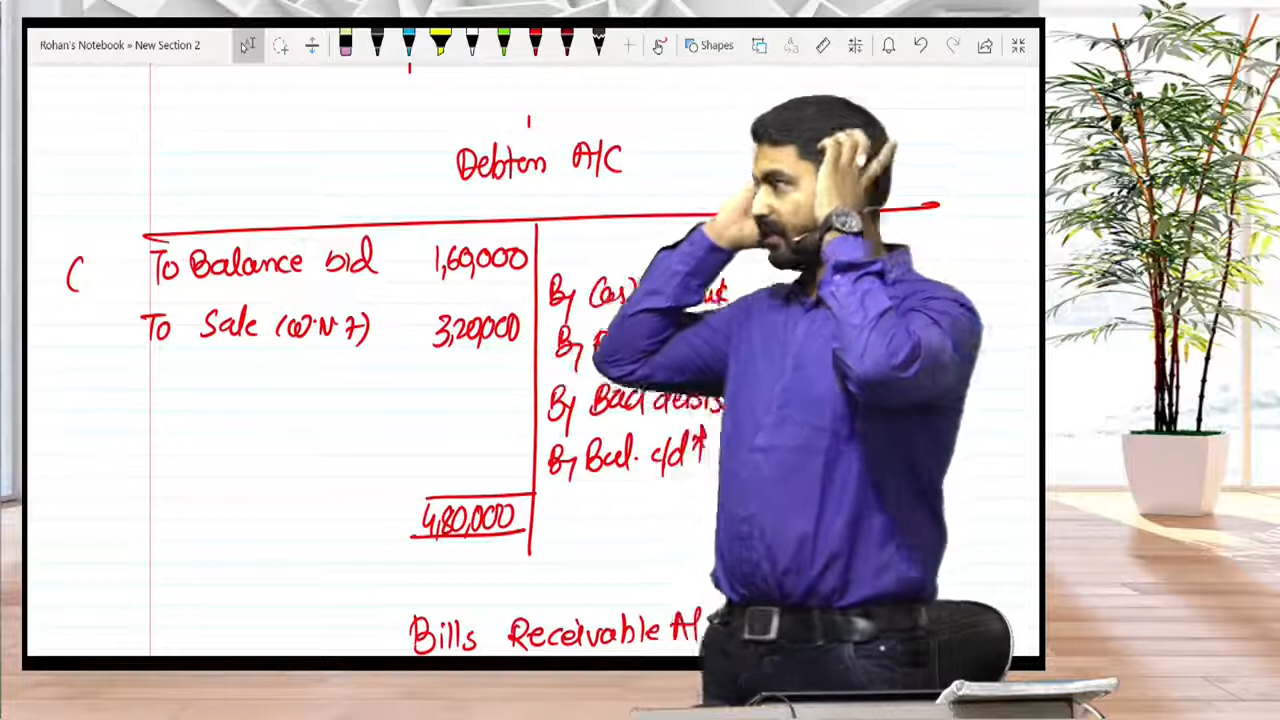 Rohan's Notebook » New Section 2
Shapes
Debtors A/C
To Balance b/d 1,60,000
To Sale (W.N 7) 3,20,000
By
By
By Bad debts
By Bal. c/d *
4,80,000
Bills Receivable A/